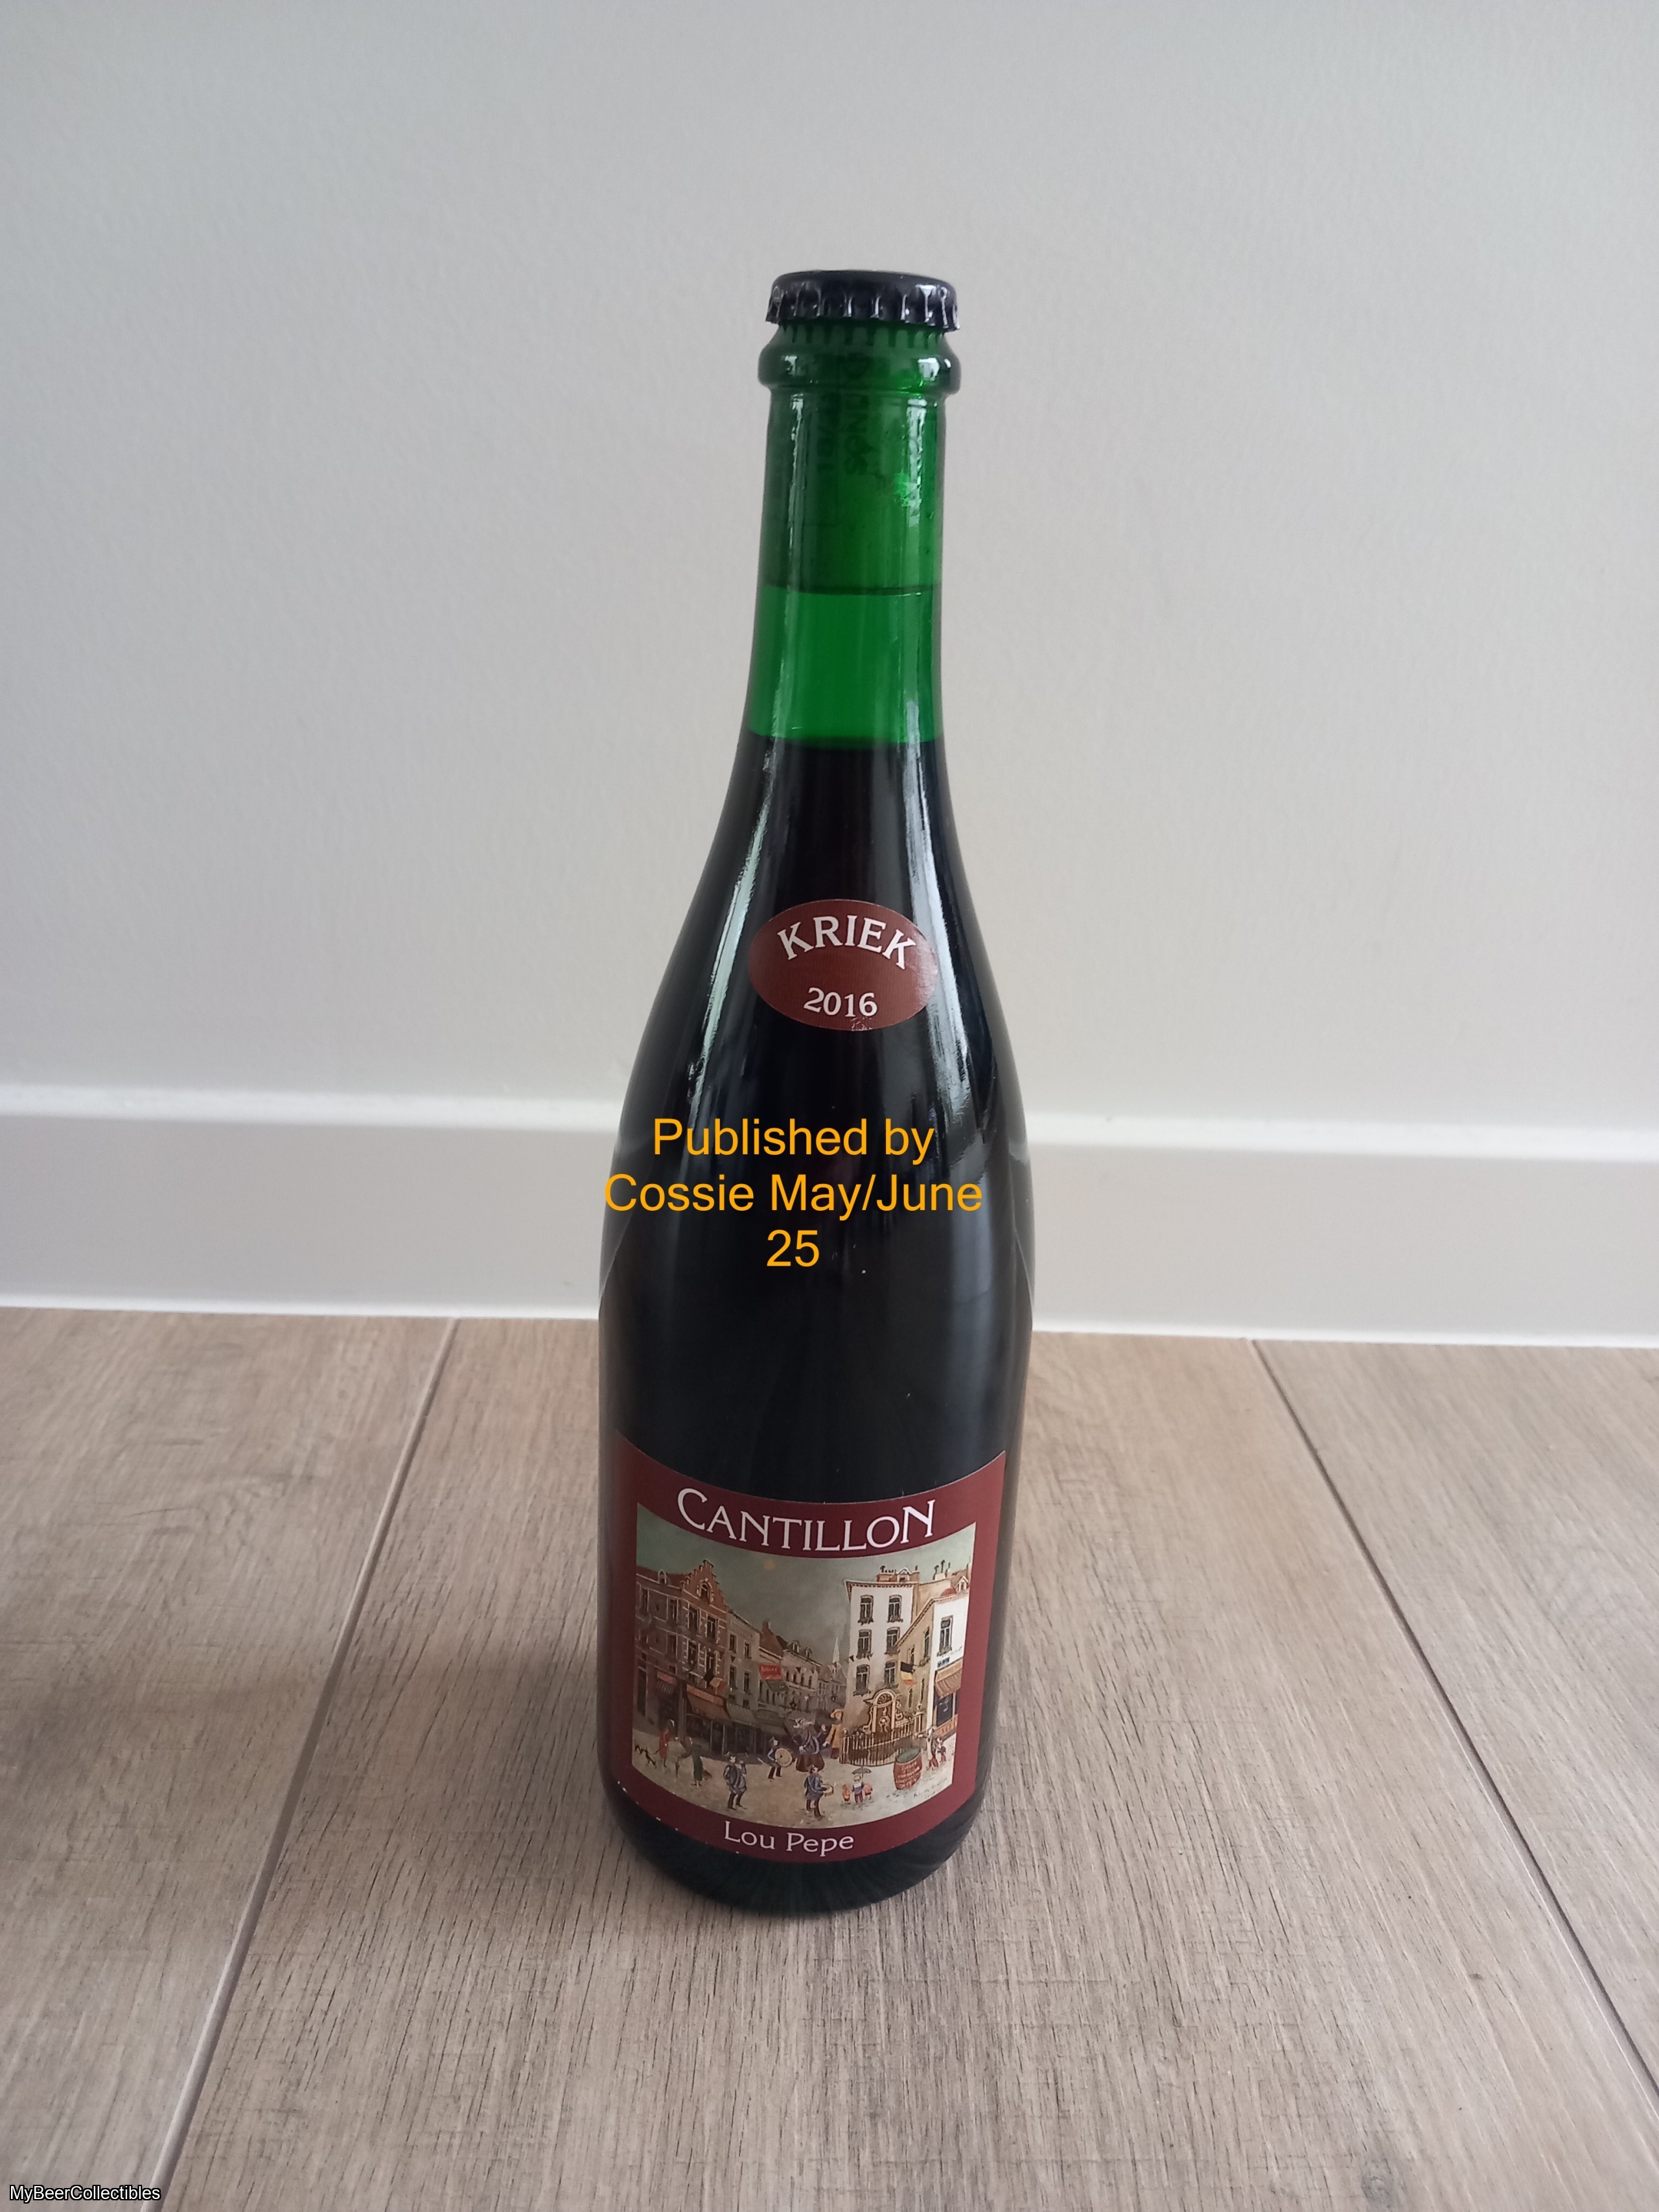 KRIEK
2016
Published by
Cossie May/June
25
CANTILLON
Lou Pepe
MyBeerCollectibles